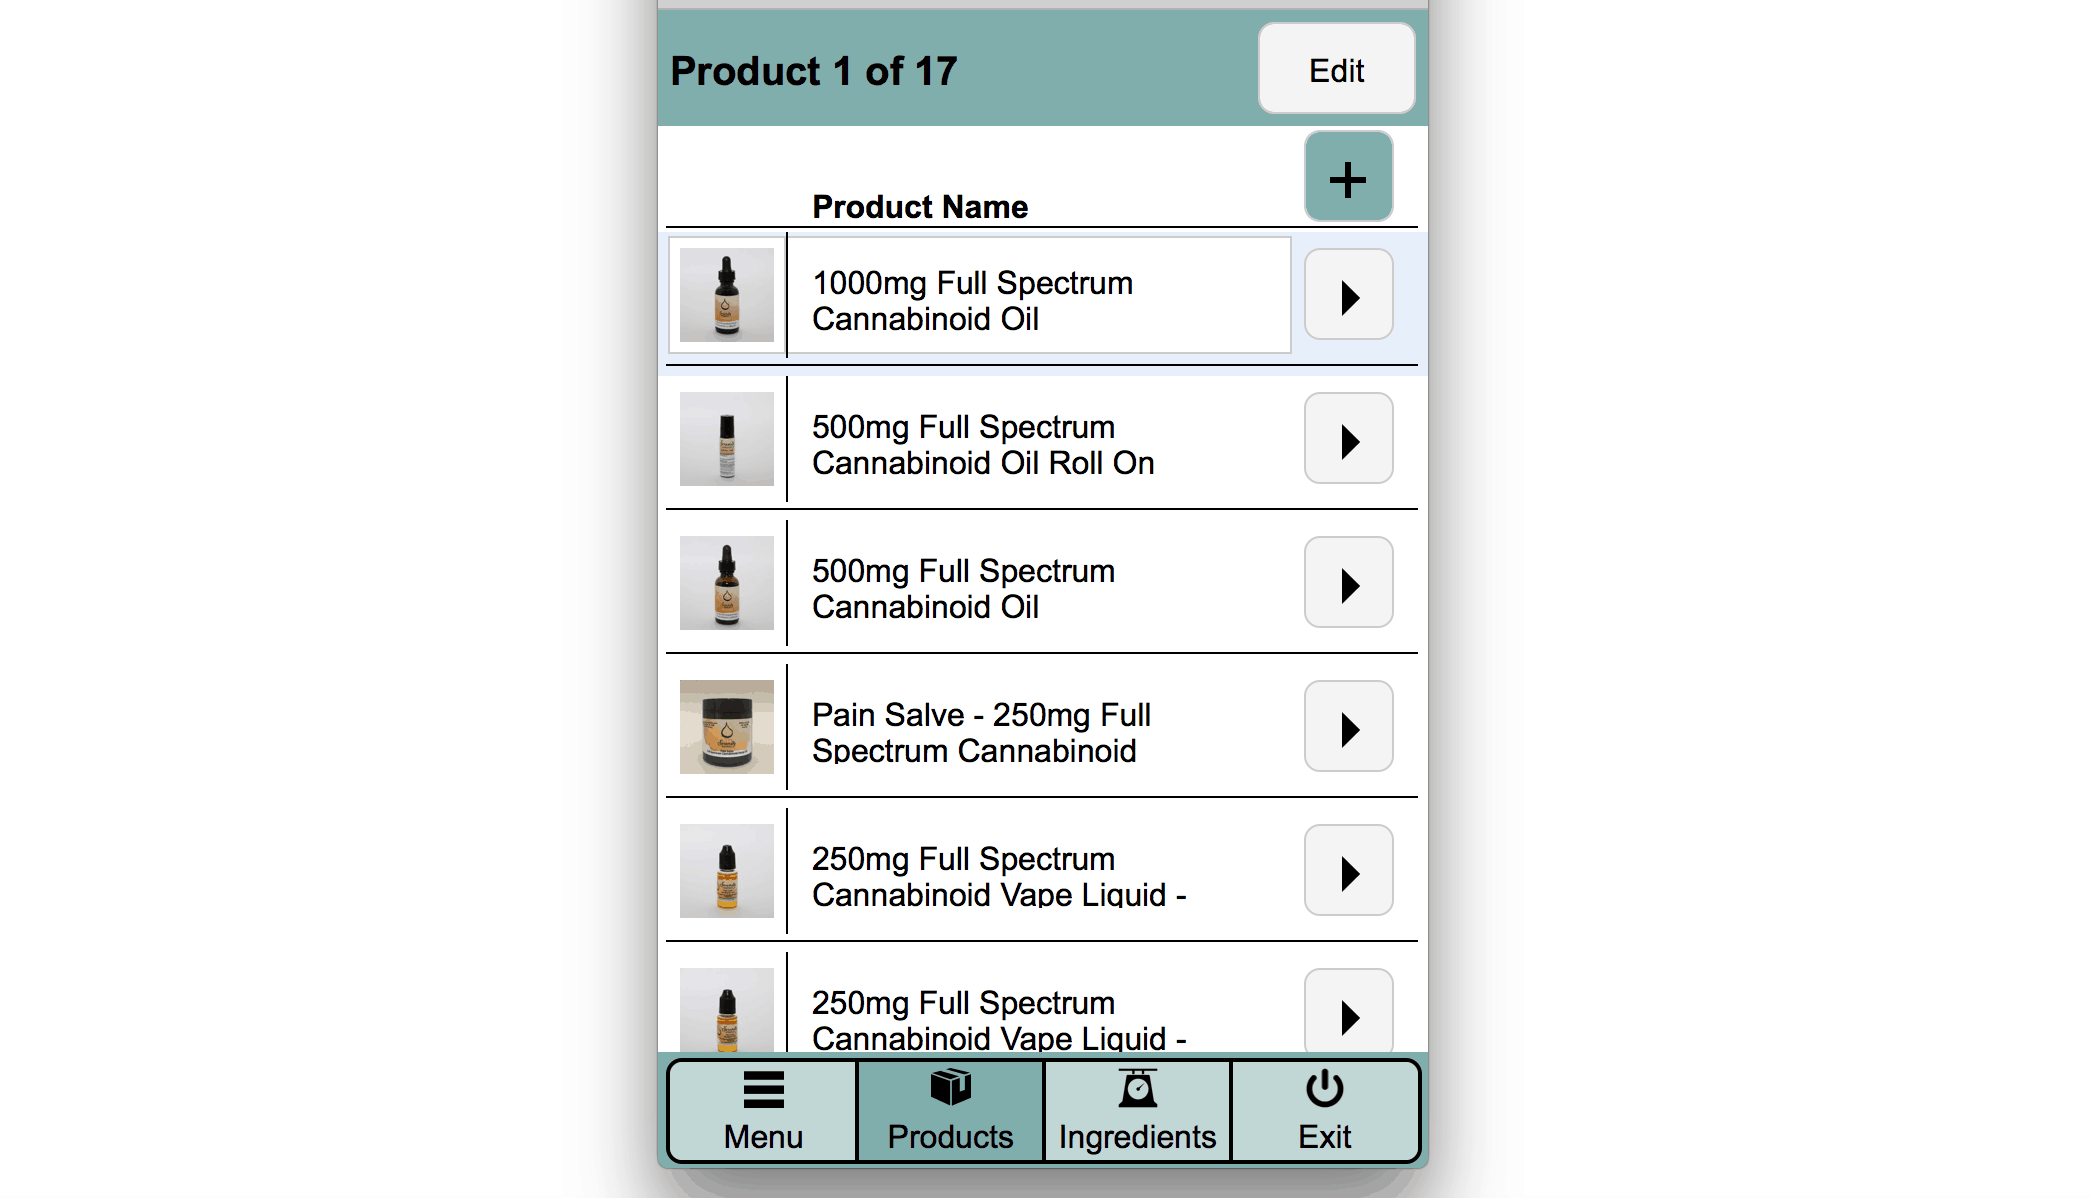 Product 1 of 17
Edit
+
Product Name
1000mg Full Spectrum
Cannabinoid Oil
500mg Full Spectrum
Cannabinoid Oil Roll On
500mg Full Spectrum
Cannabinoid Oil
Pain Salve - 250mg Full
Spectrum Cannabinoid
250mg Full Spectrum
Cannabinoid Vape Liquid -
250mg Full Spectrum
Cannabinoid Vape Liquid -
Menu
Products
Ingredients
Exit